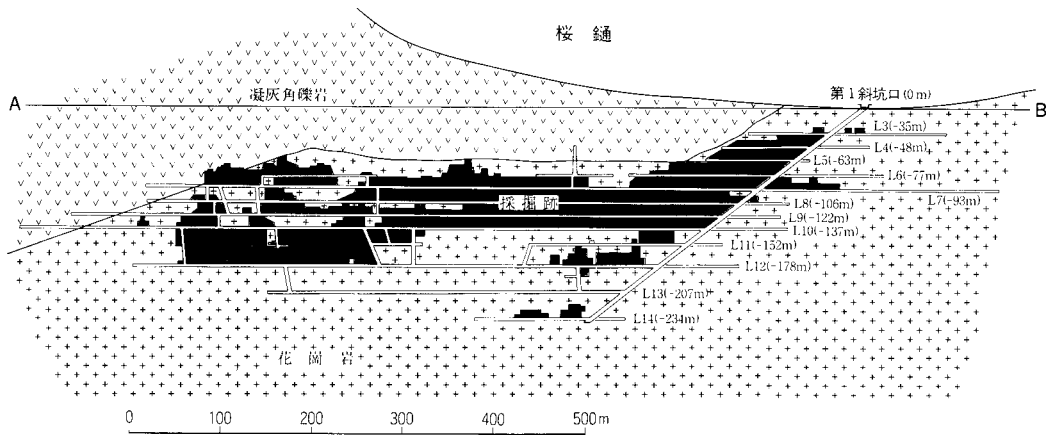 桜鑓
凝灰角礫岩
第1斜坑口(0m)
A
B
L3(-35m)
L4(-48m)
L5(-63m)
L6(-77m)
L7(-93m)
採掘跡
L8(-106m)
L9(-122m)
L10(-137m)
L11(-152m)
L12(-178m)
L13(-207m)
L14(-234m)
花崗岩
0 100 200 300 400 500m